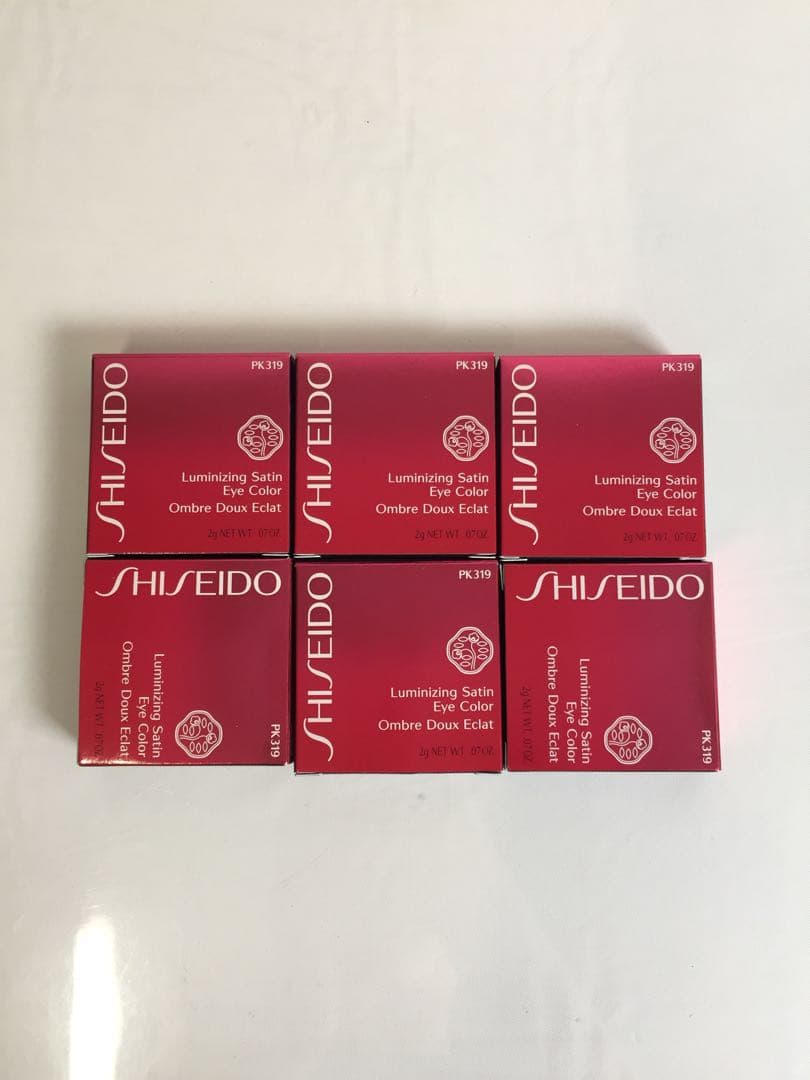 SHISEIDO
PK319
Luminizing Satin
Eye Color
Ombre Doux Eclat
2g NET WT. .07 OZ.
SHISEIDO
PK319
Luminizing Satin
Eye Color
Ombre Doux Eclat
2g NET WT. .07 OZ.
SHISEIDO
PK319
Luminizing Satin
Eye Color
Ombre Doux Eclat
2g NET WT. .07 OZ.
SHISEIDO
PK319
Luminizing Satin
Eye Color
Ombre Doux Eclat
2g NET WT. .07 OZ.
SHISEIDO
PK319
Luminizing Satin
Eye Color
Ombre Doux Eclat
2g NET WT. .07 OZ.
SHISEIDO
PK319
Luminizing Satin
Eye Color
Ombre Doux Eclat
2g NET WT. .07 OZ.